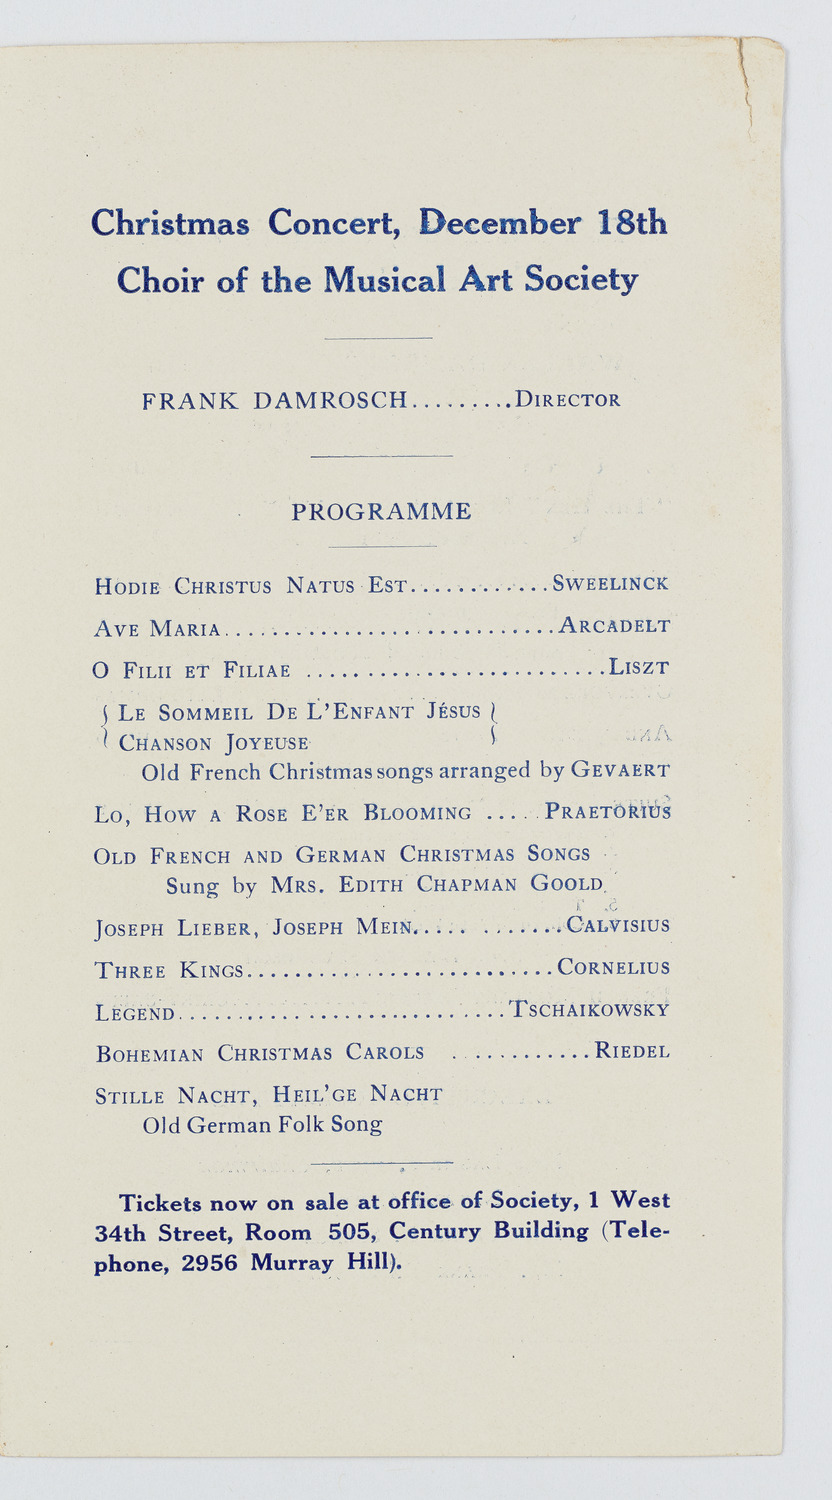 Christmas Concert, December 18th
Choir of the Musical Art Society
FRANK DAMROSCH.........DIRECTOR
PROGRAMME
HODIE CHRISTUS NATUS EST............SWEELINCK
AVE MARIA............................ARCADELT
O FILII ET FILIAE .........................LISZT
{ LE SOMMEIL DE L'ENFANT JÉSUS }
{ CHANSON JOYEUSE }
Old French Christmas songs arranged by GEVAERT
LO, HOW A ROSE E'ER BLOOMING ..... PRAETORIUS
OLD FRENCH AND GERMAN CHRISTMAS SONGS
Sung by MRS. EDITH CHAPMAN GOOLD.
JOSEPH LIEBER, JOSEPH MEIN..... .......CALVISIUS
THREE KINGS..........................CORNELIUS
LEGEND............................TSCHAIKOWSKY
BOHEMIAN CHRISTMAS CAROLS ............RIEDEL
STILLE NACHT, HEIL'GE NACHT
Old German Folk Song
Tickets now on sale at office of Society, 1 West
34th Street, Room 505, Century Building (Tele-
phone, 2956 Murray Hill).